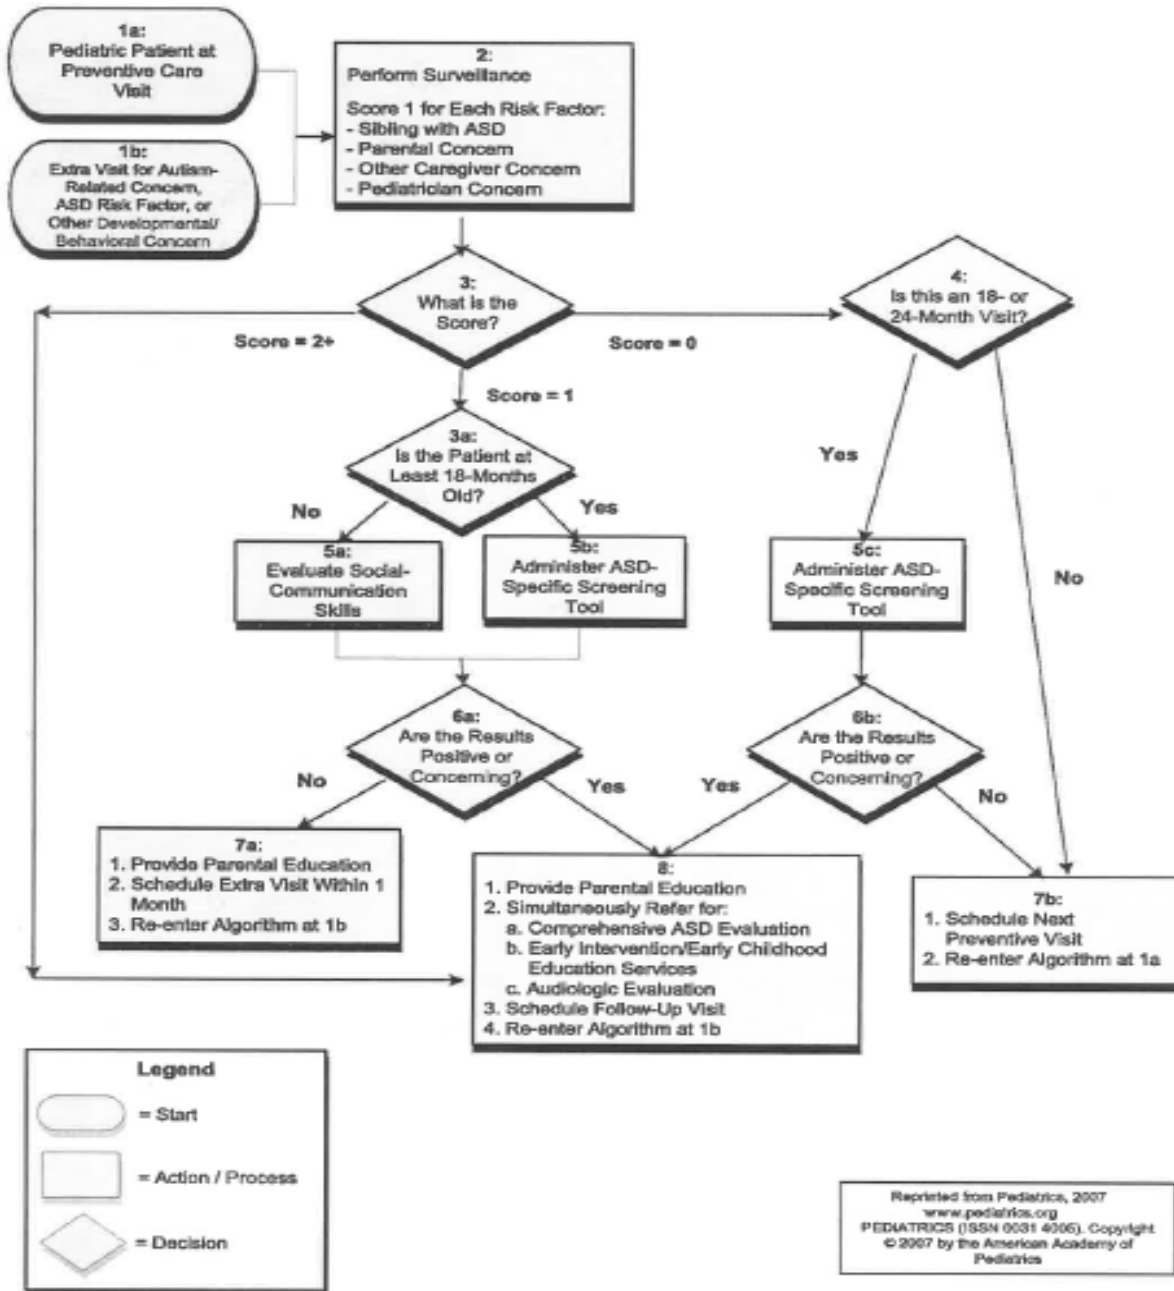 1a:
Pediatric Patient at
Preventive Care
Visit
1b:
Extra Visit for Autism-
Related Concern,
ASD Risk Factor, or
Other Developmental/
Behavioral Concern
2:
Perform Surveillance
Score 1 for Each Risk Factor:
- Sibling with ASD
- Parental Concern
- Other Caregiver Concern
- Pediatrician Concern
3:
What is the
Score?
Score = 2+
Score = 0
Score = 1
4:
Is this an 18- or
24-Month Visit?
3a:
Is the Patient at
Least 18-Months
Old?
No
Yes
Yes
No
5a:
Evaluate Social-
Communication
Skills
5b:
Administer ASD-
Specific Screening
Tool
5c:
Administer ASD-
Specific Screening
Tool
6a:
Are the Results
Positive or
Concerning?
No
Yes
6b:
Are the Results
Positive or
Concerning?
Yes
No
7a:
1. Provide Parental Education
2. Schedule Extra Visit Within 1
Month
3. Re-enter Algorithm at 1b
8:
1. Provide Parental Education
2. Simultaneously Refer for:
a. Comprehensive ASD Evaluation
b. Early Intervention/Early Childhood
Education Services
c. Audiologic Evaluation
3. Schedule Follow-Up Visit
4. Re-enter Algorithm at 1b
7b:
1. Schedule Next
Preventive Visit
2. Re-enter Algorithm at 1a
Legend
= Start
= Action / Process
= Decision
Reprinted from Pediatrics, 2007
www.pediatrics.org
PEDIATRICS (ISSN 0031 4005). Copyright
© 2007 by the American Academy of
Pediatrics